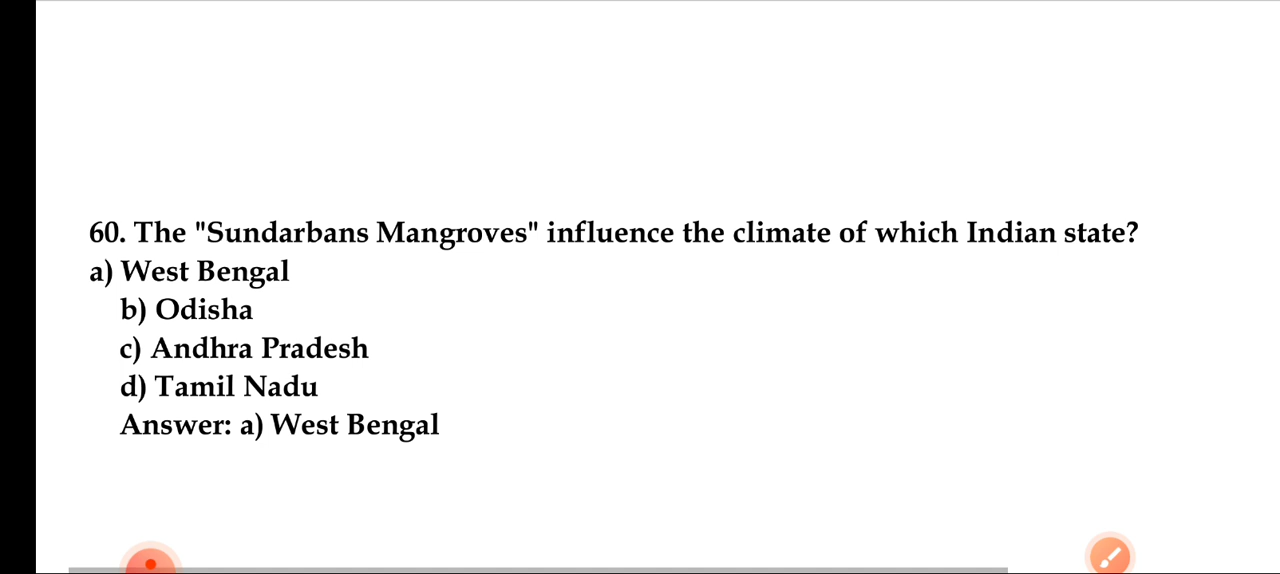 60. The "Sundarbans Mangroves" influence the climate of which Indian state?
a) West Bengal
b) Odisha
c) Andhra Pradesh
d) Tamil Nadu
Answer: a) West Bengal